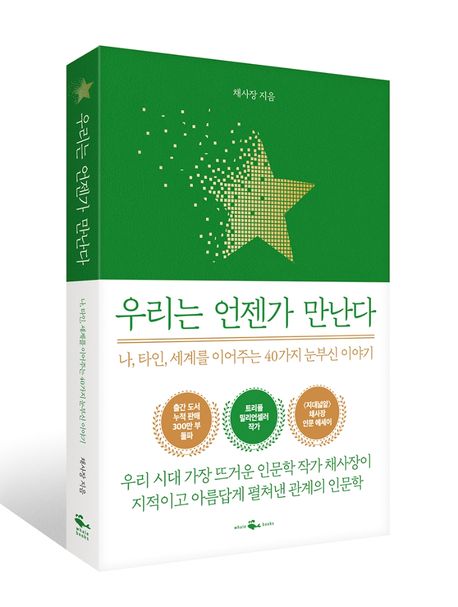 채사장 지음
우리는 언젠가 만난다
나, 타인, 세계를 이어주는 40가지 눈부신 이야기
출간 도서
누적 판매
300만 부
돌파
트리플
밀리언셀러
작가
<지대넓얕>
채사장
인문 에세이
우리 시대 가장 뜨거운 인문학 작가 채사장이
지적이고 아름답게 펼쳐낸 관계의 인문학
whale books
우리는 언젠가 만난다
나, 타인, 세계를 이어주는 40가지 눈부신 이야기
채사장 지음
whale
books